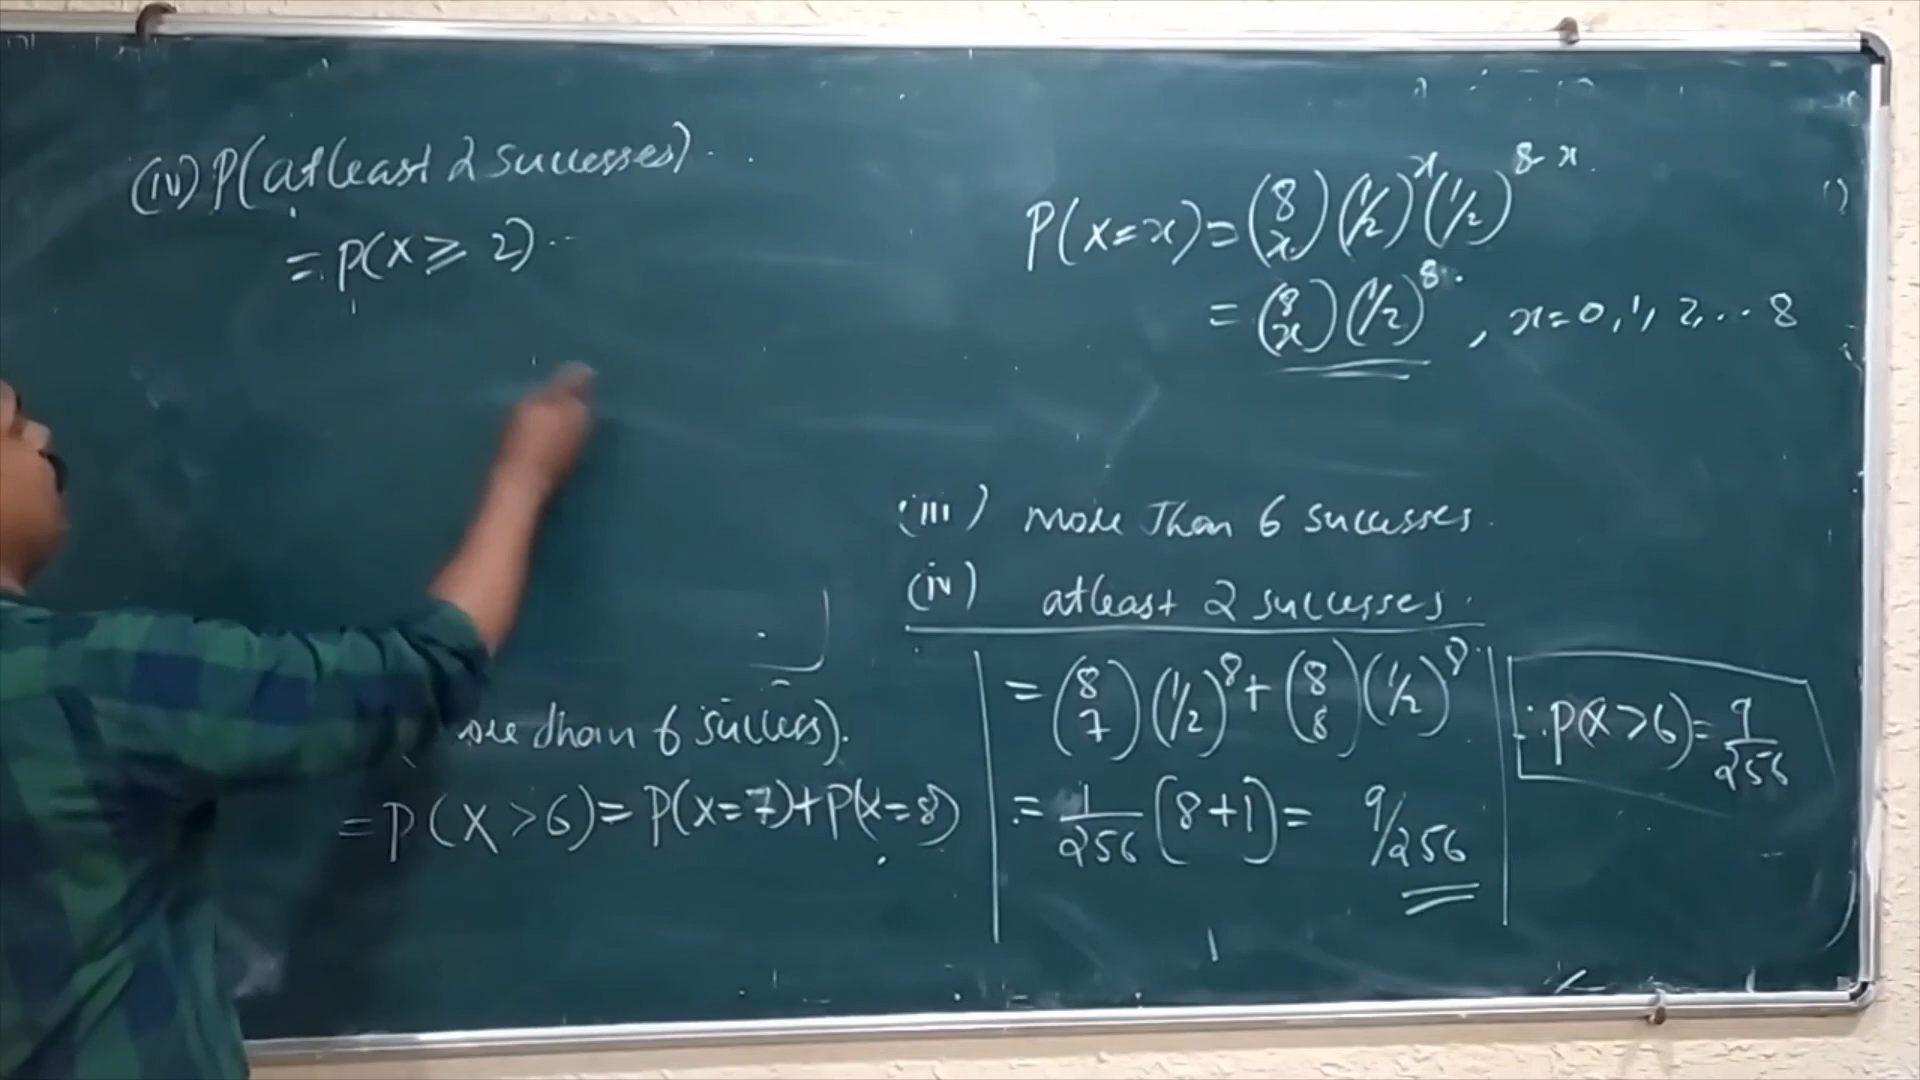 (iv) P(atleast 2 successes).
= P(X ≥ 2)
P(X=x) = (8 x) (1/2)^x (1/2)^8-x
= (8 x) (1/2)^8 , x = 0, 1, 2, .. 8
(iii) more than 6 successes.
(iv) atleast 2 successes.
than 6 success).
= P(X > 6) = P(X=7) + P(X=8)
= (8 7) (1/2)^8 + (8 8) (1/2)^8
= 1/256 [8+1] = 9/256
∴ P(X > 6) = 9/256